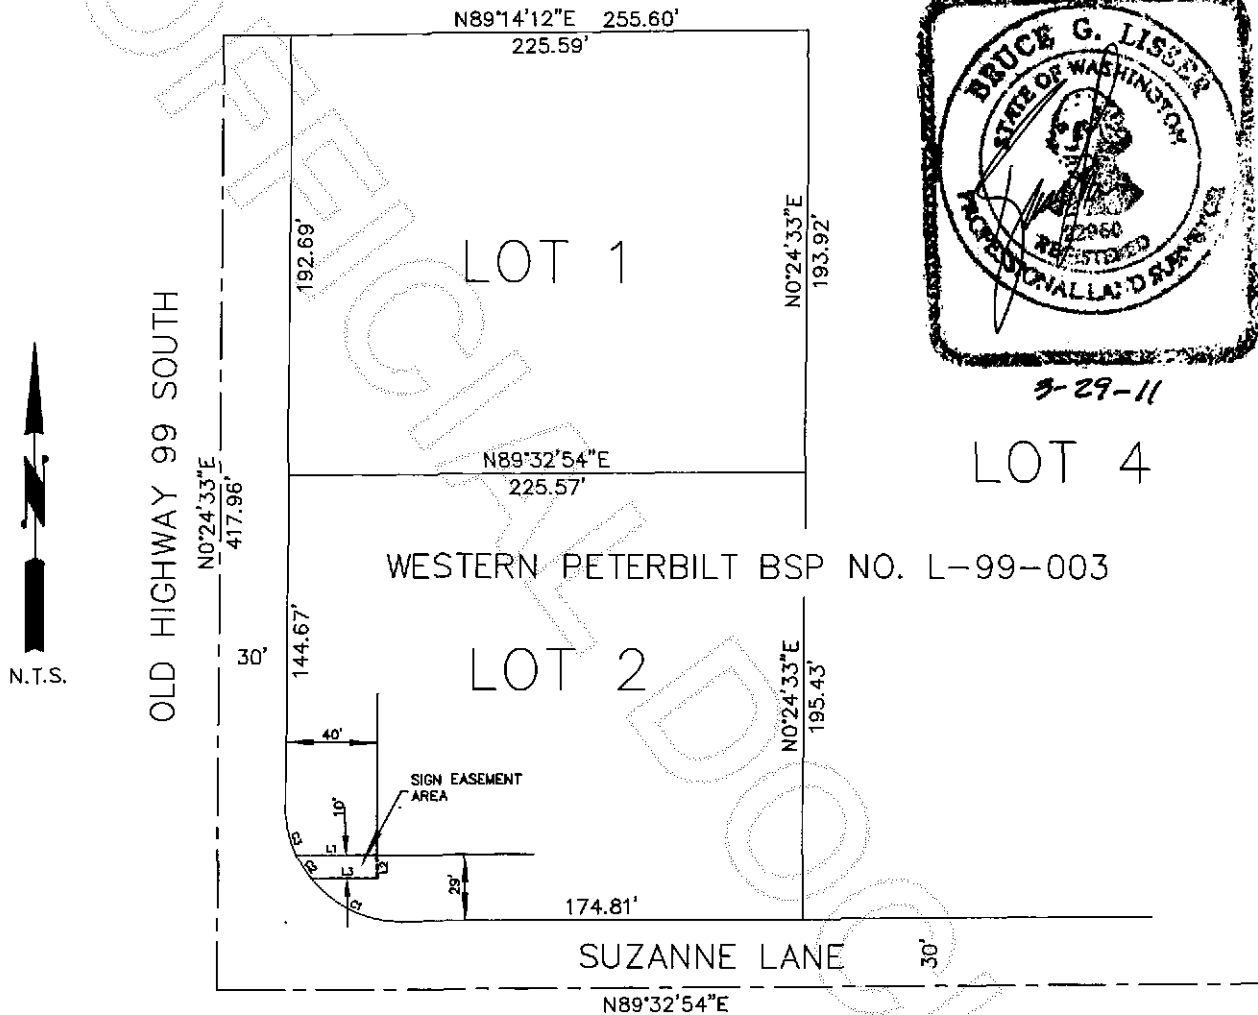 N89°14'12"E 255.60'
225.59'
BRUCE G. LISSER
STATE OF WASHINGTON
22960
REGISTERED
PROFESSIONAL LAND SURVEYOR
3-29-11
192.69'
LOT 1
N0°24'33"E
193.92'
OLD HIGHWAY 99 SOUTH
N
N.T.S.
N0°24'33"E
417.96'
N89°32'54"E
225.57'
LOT 4
WESTERN PETERBILT BSP NO. L-99-003
144.67'
30'
LOT 2
N0°24'33"E
195.43'
40'
SIGN EASEMENT
AREA
10'
C3
L1
C2
L3
L2
C1
29'
174.81'
SUZANNE LANE
30'
N89°32'54"E
OFFICIAL DOC